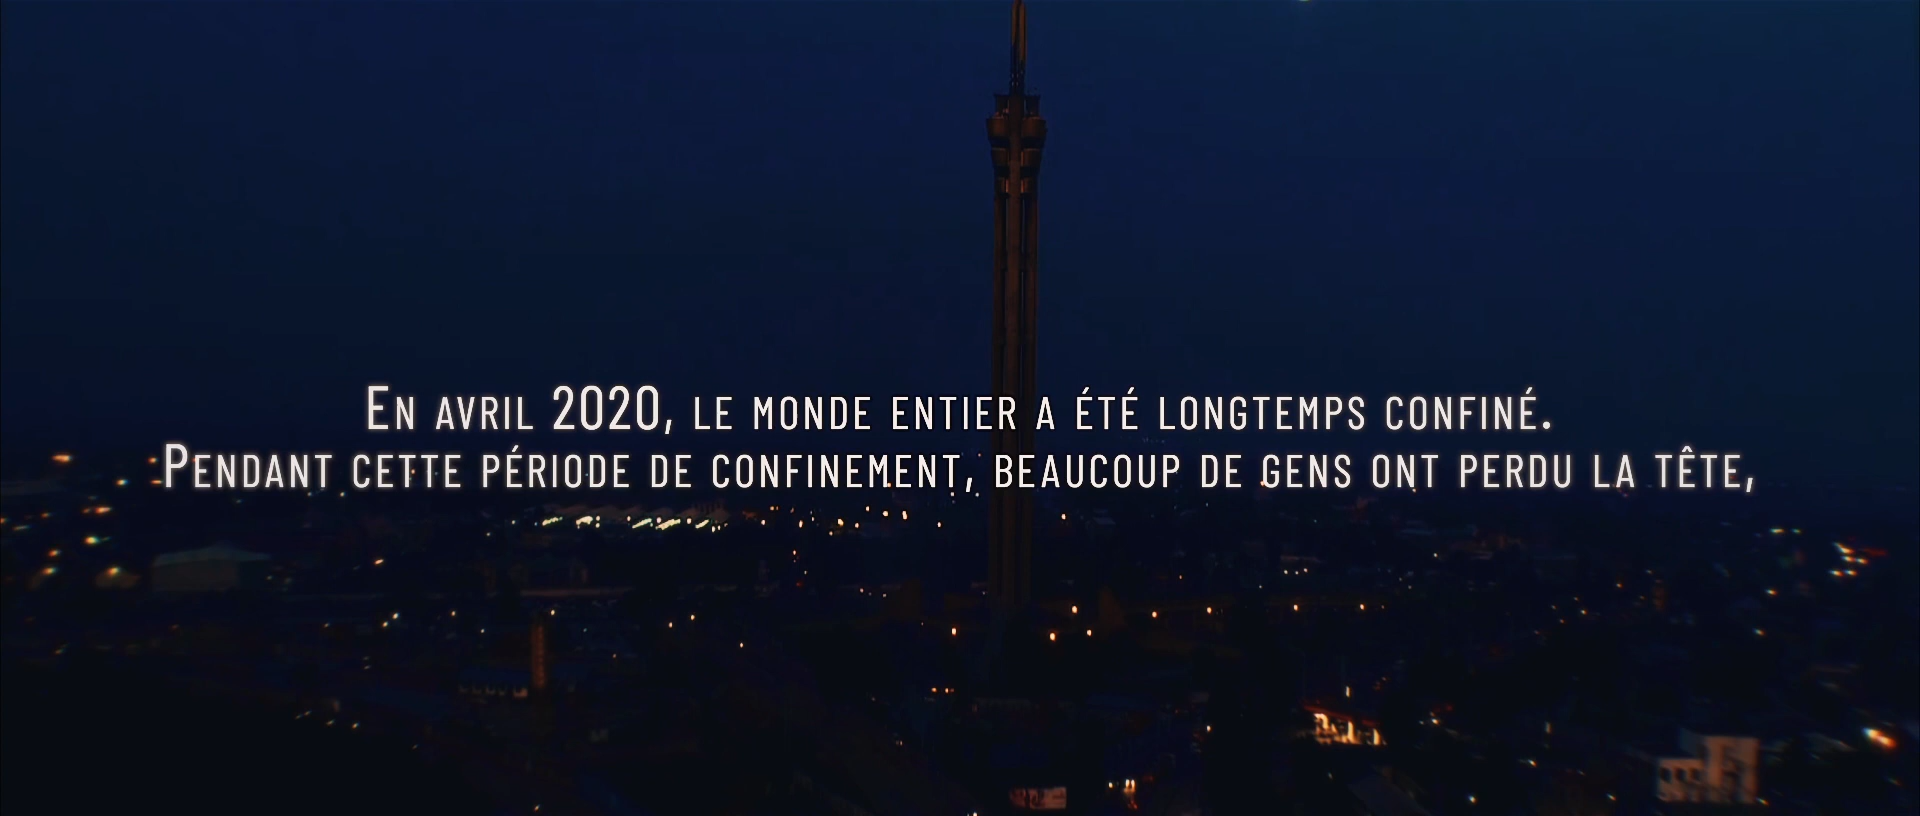 En avril 2020, le monde entier a été longtemps confiné.
Pendant cette période de confinement, beaucoup de gens ont perdu la tête,